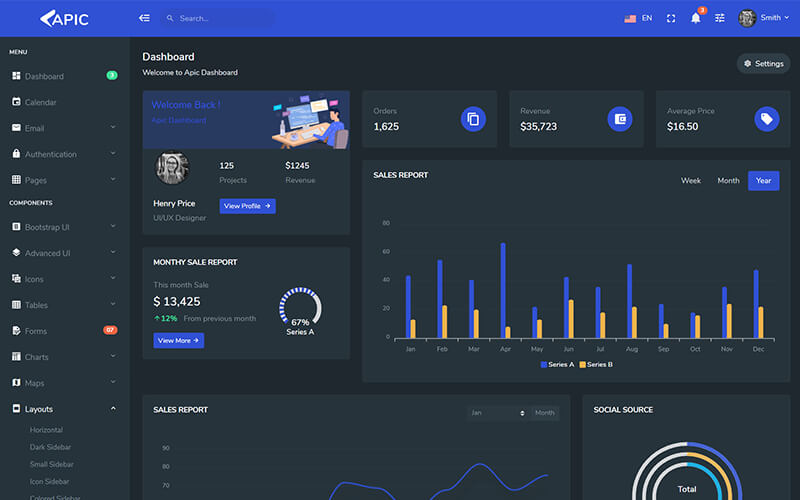 APIC
Search...
EN
3
Smith
MENU
Dashboard
3
Calendar
Email
Authentication
Pages
COMPONENTS
Bootstrap UI
Advanced UI
Icons
Tables
Forms
07
Charts
Maps
Layouts
Horizontal
Dark Sidebar
Small Sidebar
Icon Sidebar
Colored Sidebar
Dashboard
Welcome to Apic Dashboard
Settings
Welcome Back !
Apic Dashboard
125
$1245
Projects
Revenue
Henry Price
UI/UX Designer
View Profile
Orders
1,625
Revenue
$35,723
Average Price
$16.50
MONTHY SALE REPORT
This month Sale
$ 13,425
12% From previous month
View More
67%
Series A
SALES REPORT
Week Month Year
80
60
40
20
0
Jan Feb Mar Apr May Jun Jul Aug Sep Oct Nov Dec
Series A Series B
SALES REPORT
Jan
Month
90
80
70
SOCIAL SOURCE
Total